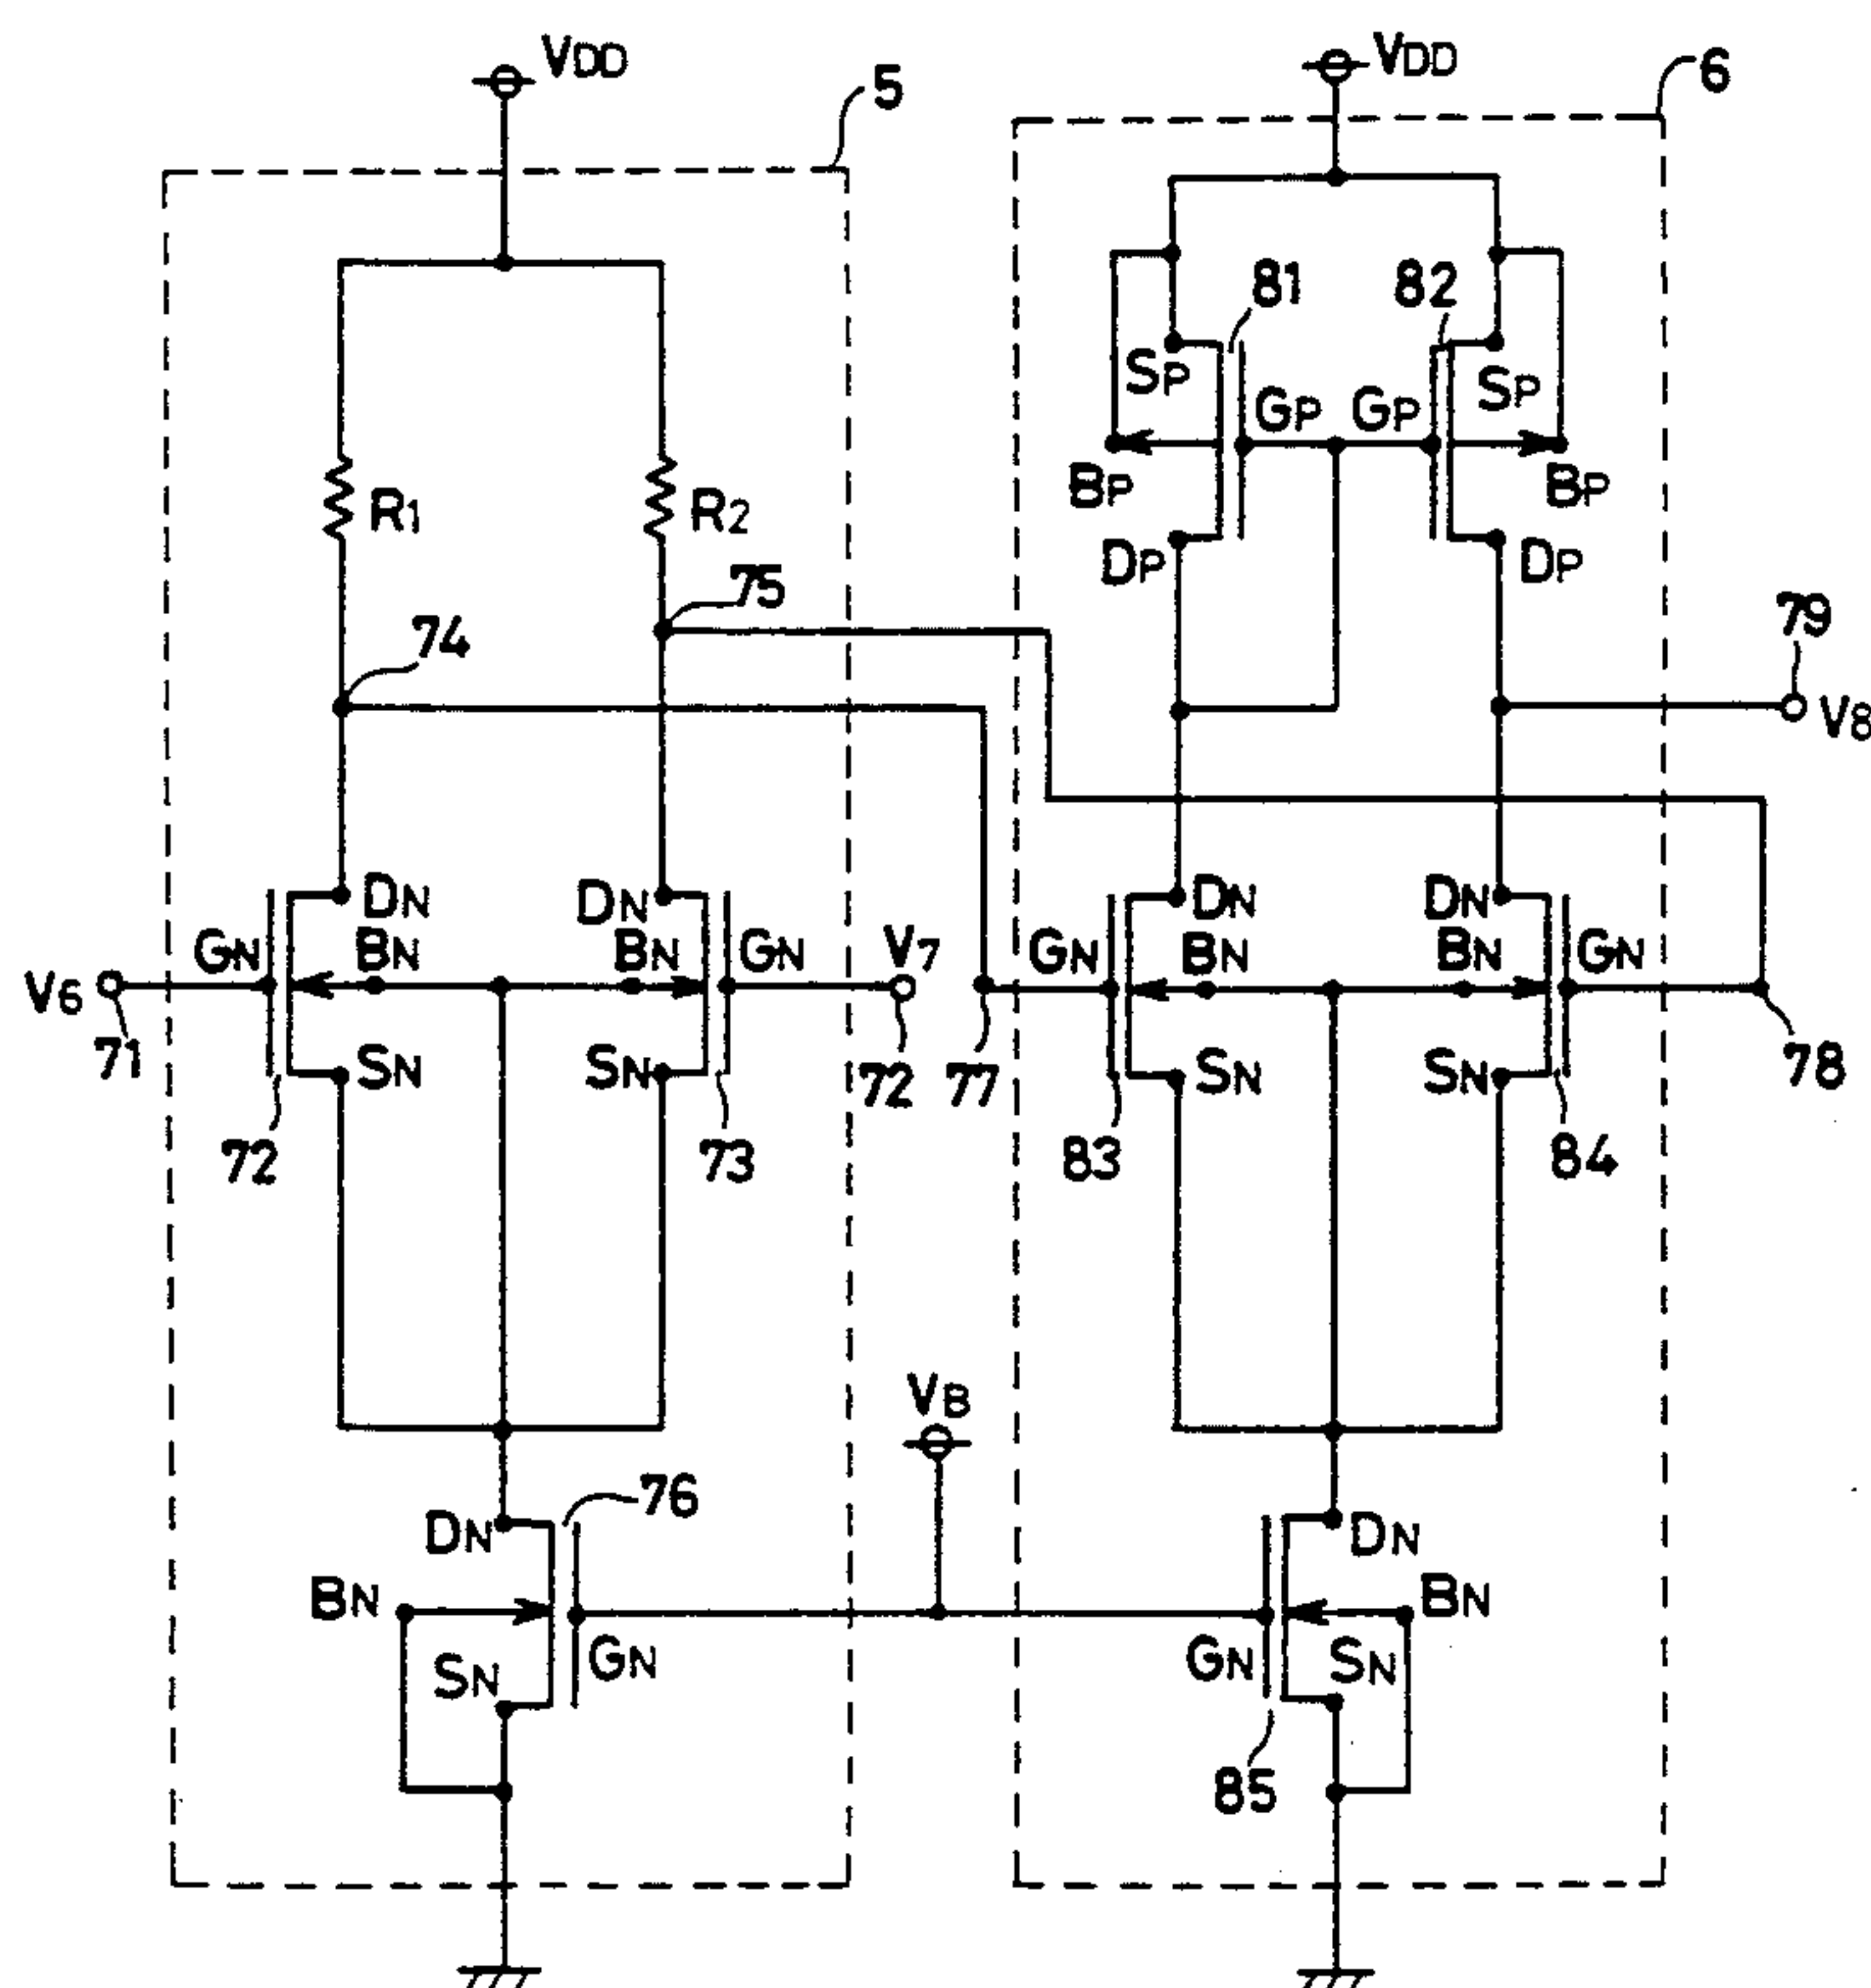 VDD VDD
5 6
81 82
SP SP
GP GP
R1 R2 BP BP
DP DP
75
74 79
V8
DN DN DN DN
GN BN BN GN V7 GN BN BN GN
V6
71 SN SN 72 77 SN SN 78
72 73 83 84
VB
76
DN DN
BN BN
SN GN GN SN
85